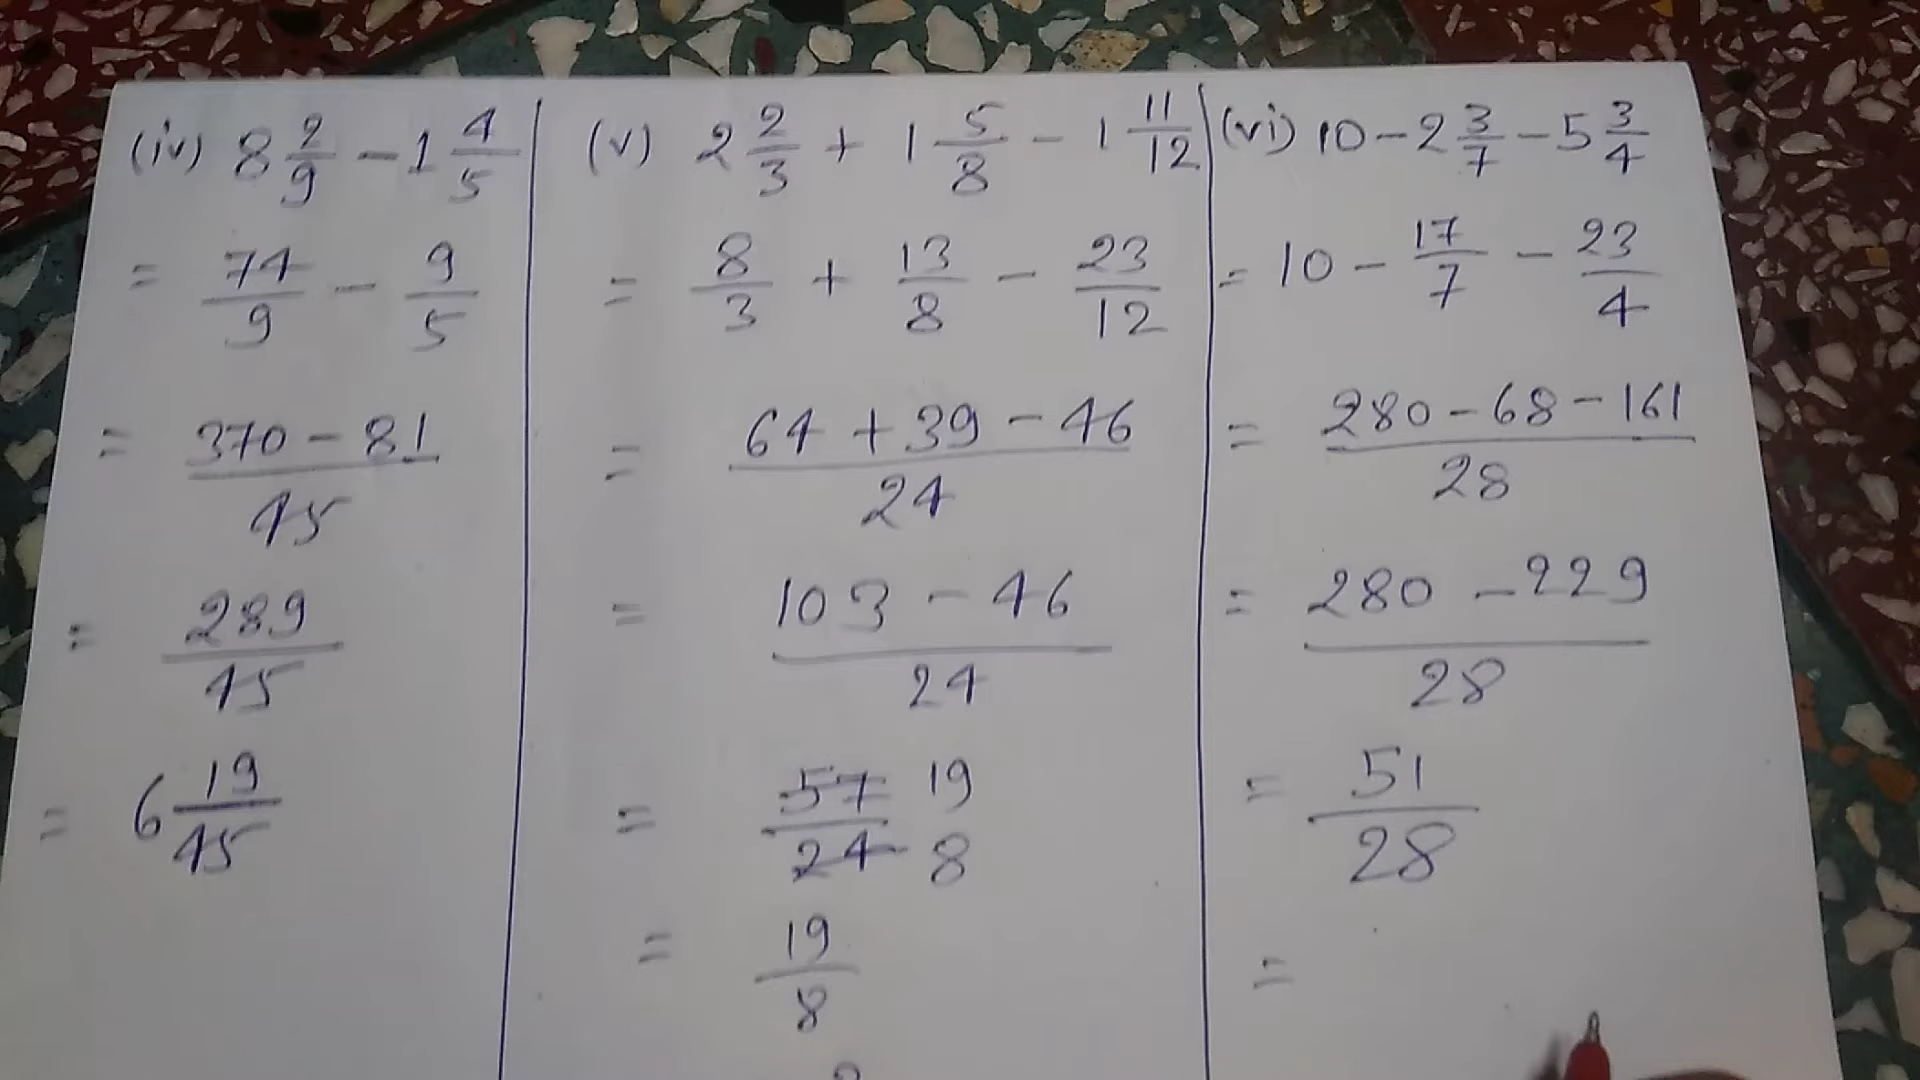 (iv) 8 2/9 - 1 4/5
= 74/9 - 9/5
= 370 - 81/45
= 289/45
= 6 19/45
(v) 2 2/3 + 1 5/8 - 1 11/12
= 8/3 + 13/8 - 23/12
= 64 + 39 - 46/24
= 103 - 46/24
= 57/24 19/8
= 19/8
(vi) 10 - 2 3/7 - 5 3/4
= 10 - 17/7 - 23/4
= 280 - 68 - 161/28
= 280 - 229/28
= 51/28
=